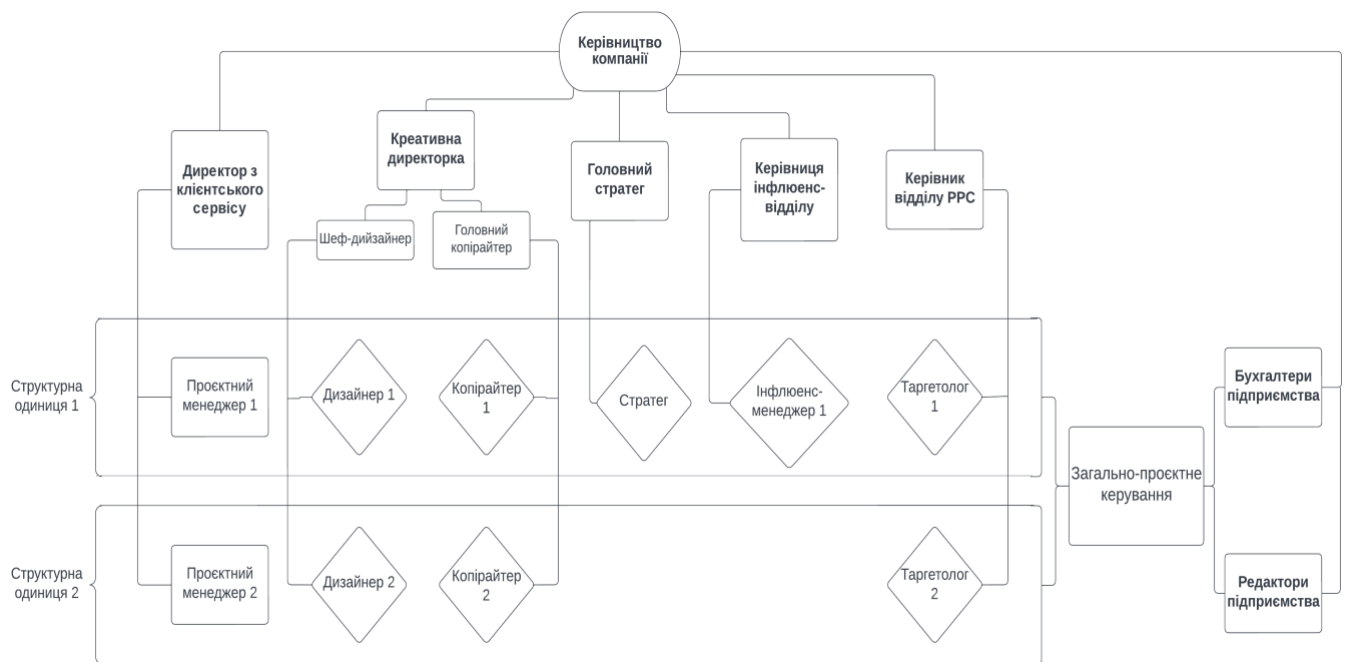 Керівництво
компанії
Директор з
клієнтського
сервісу
Креативна
директорка
Головний
стратег
Керівниця
інфлюенс-
відділу
Керівник
відділу PPC
Шеф-дийзайнер
Головний
копірайтер
Структурна
одиниця 1
Проєктний
менеджер 1
Дизайнер 1
Копірайтер
1
Стратег
Інфлюенс-
менеджер 1
Таргетолог
1
Бухгалтери
підприємства
Загально-проєктне
керування
Структурна
одиниця 2
Проєктний
менеджер 2
Дизайнер 2
Копірайтер
2
Таргетолог
2
Редактори
підприємства